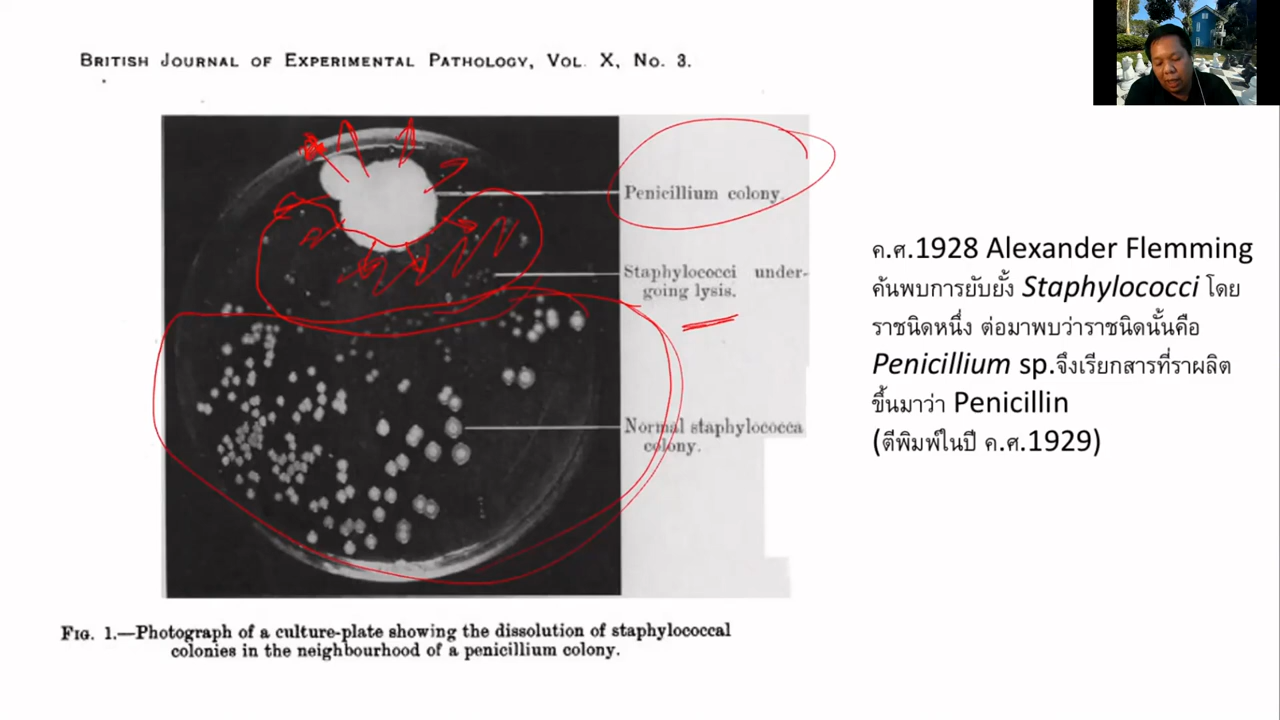 BRITISH JOURNAL OF EXPERIMENTAL PATHOLOGY, VOL. X, NO. 3.
Penicillium colony.
Staphylococci under-
going lysis.
Normal staphylococca
colony.
FIG. 1.—Photograph of a culture-plate showing the dissolution of staphylococcal
colonies in the neighbourhood of a penicillium colony.
ค.ศ.1928 Alexander Flemming
ค้นพบการยับยั้ง Staphylococci โดย
ราชนิดหนึ่ง ต่อมาพบว่าราชนิดนั้นคือ
Penicillium sp.จึงเรียกสารที่ราผลิต
ขึ้นมาว่า Penicillin
(ตีพิมพ์ในปี ค.ศ.1929)